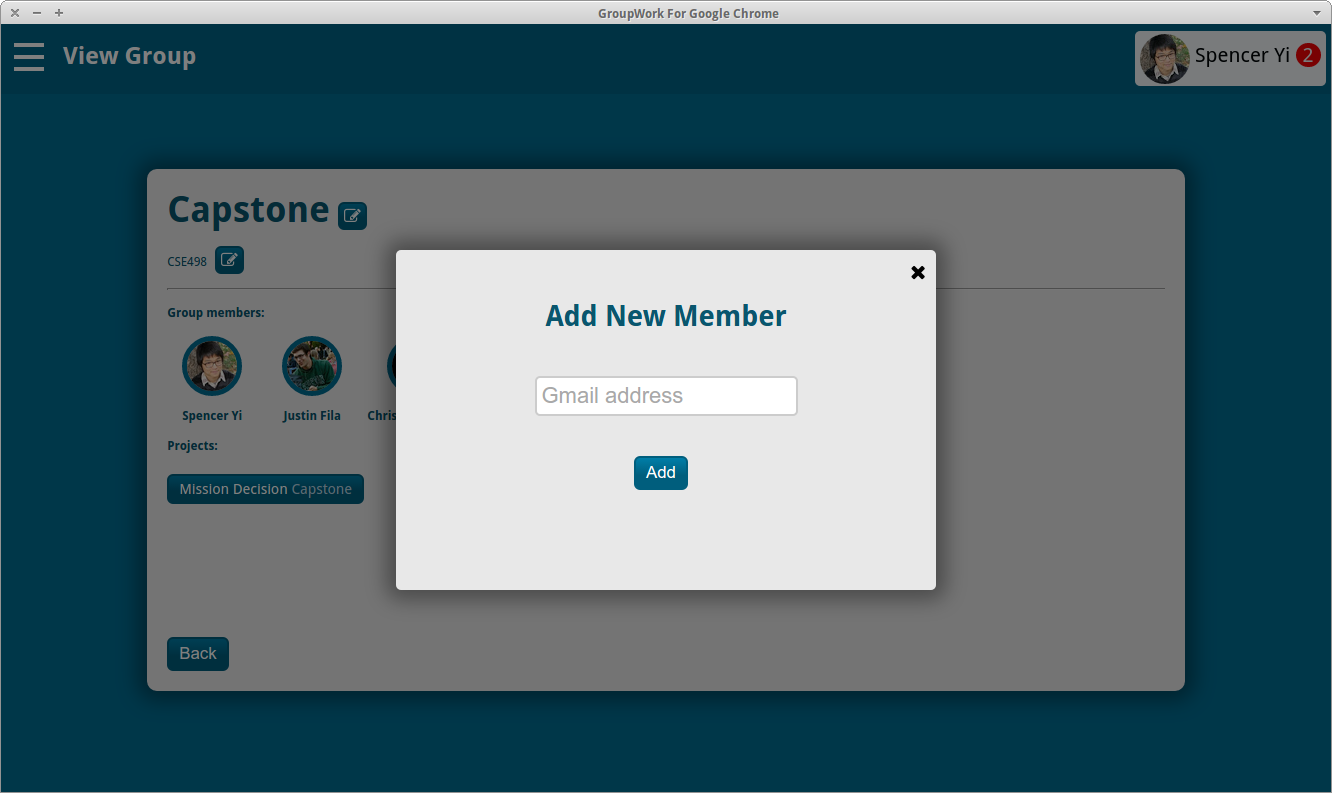 GroupWork For Google Chrome
View Group
Spencer Yi 2
Capstone
CSE498
Group members:
Spencer Yi Justin Fila Chris
Projects:
Mission Decision Capstone
Back
Add New Member
Gmail address
Add